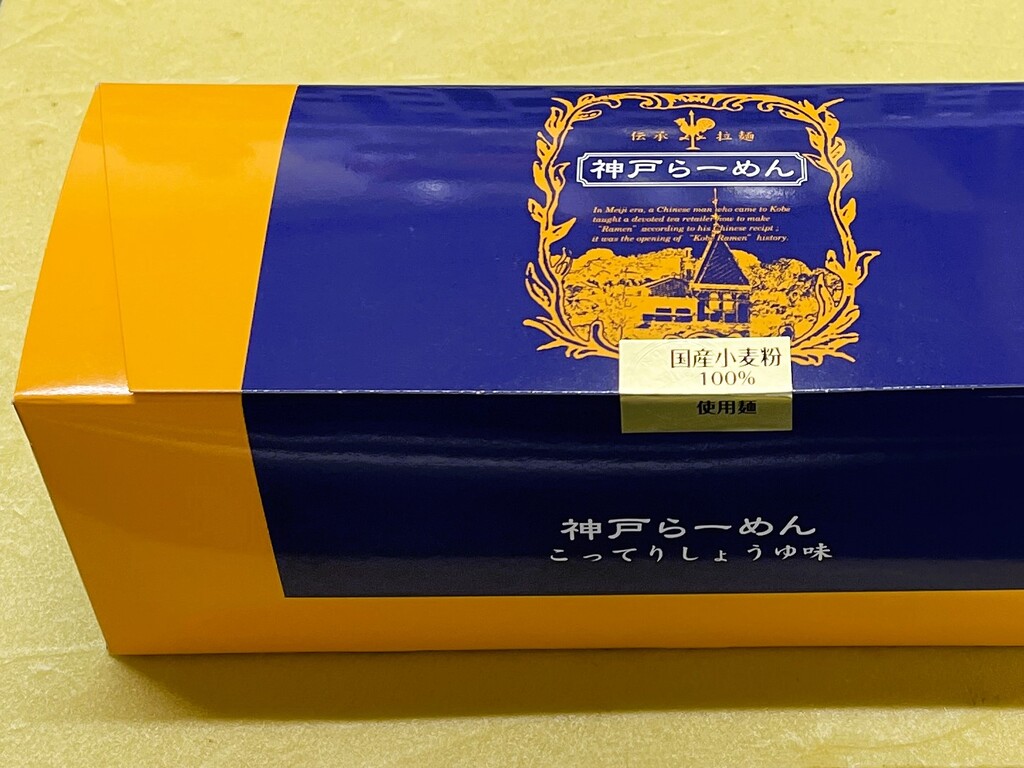 伝承 拉麺
神戸らーめん
In Meiji era, a Chinese man who came to Kobe
taught a devoted tea retailer how to make
"Ramen" according to his Chinese recipt ;
it was the opening of "Kobe Ramen" history.
国産小麦粉
100%
使用麺
神戸らーめん
こってりしょうゆ味